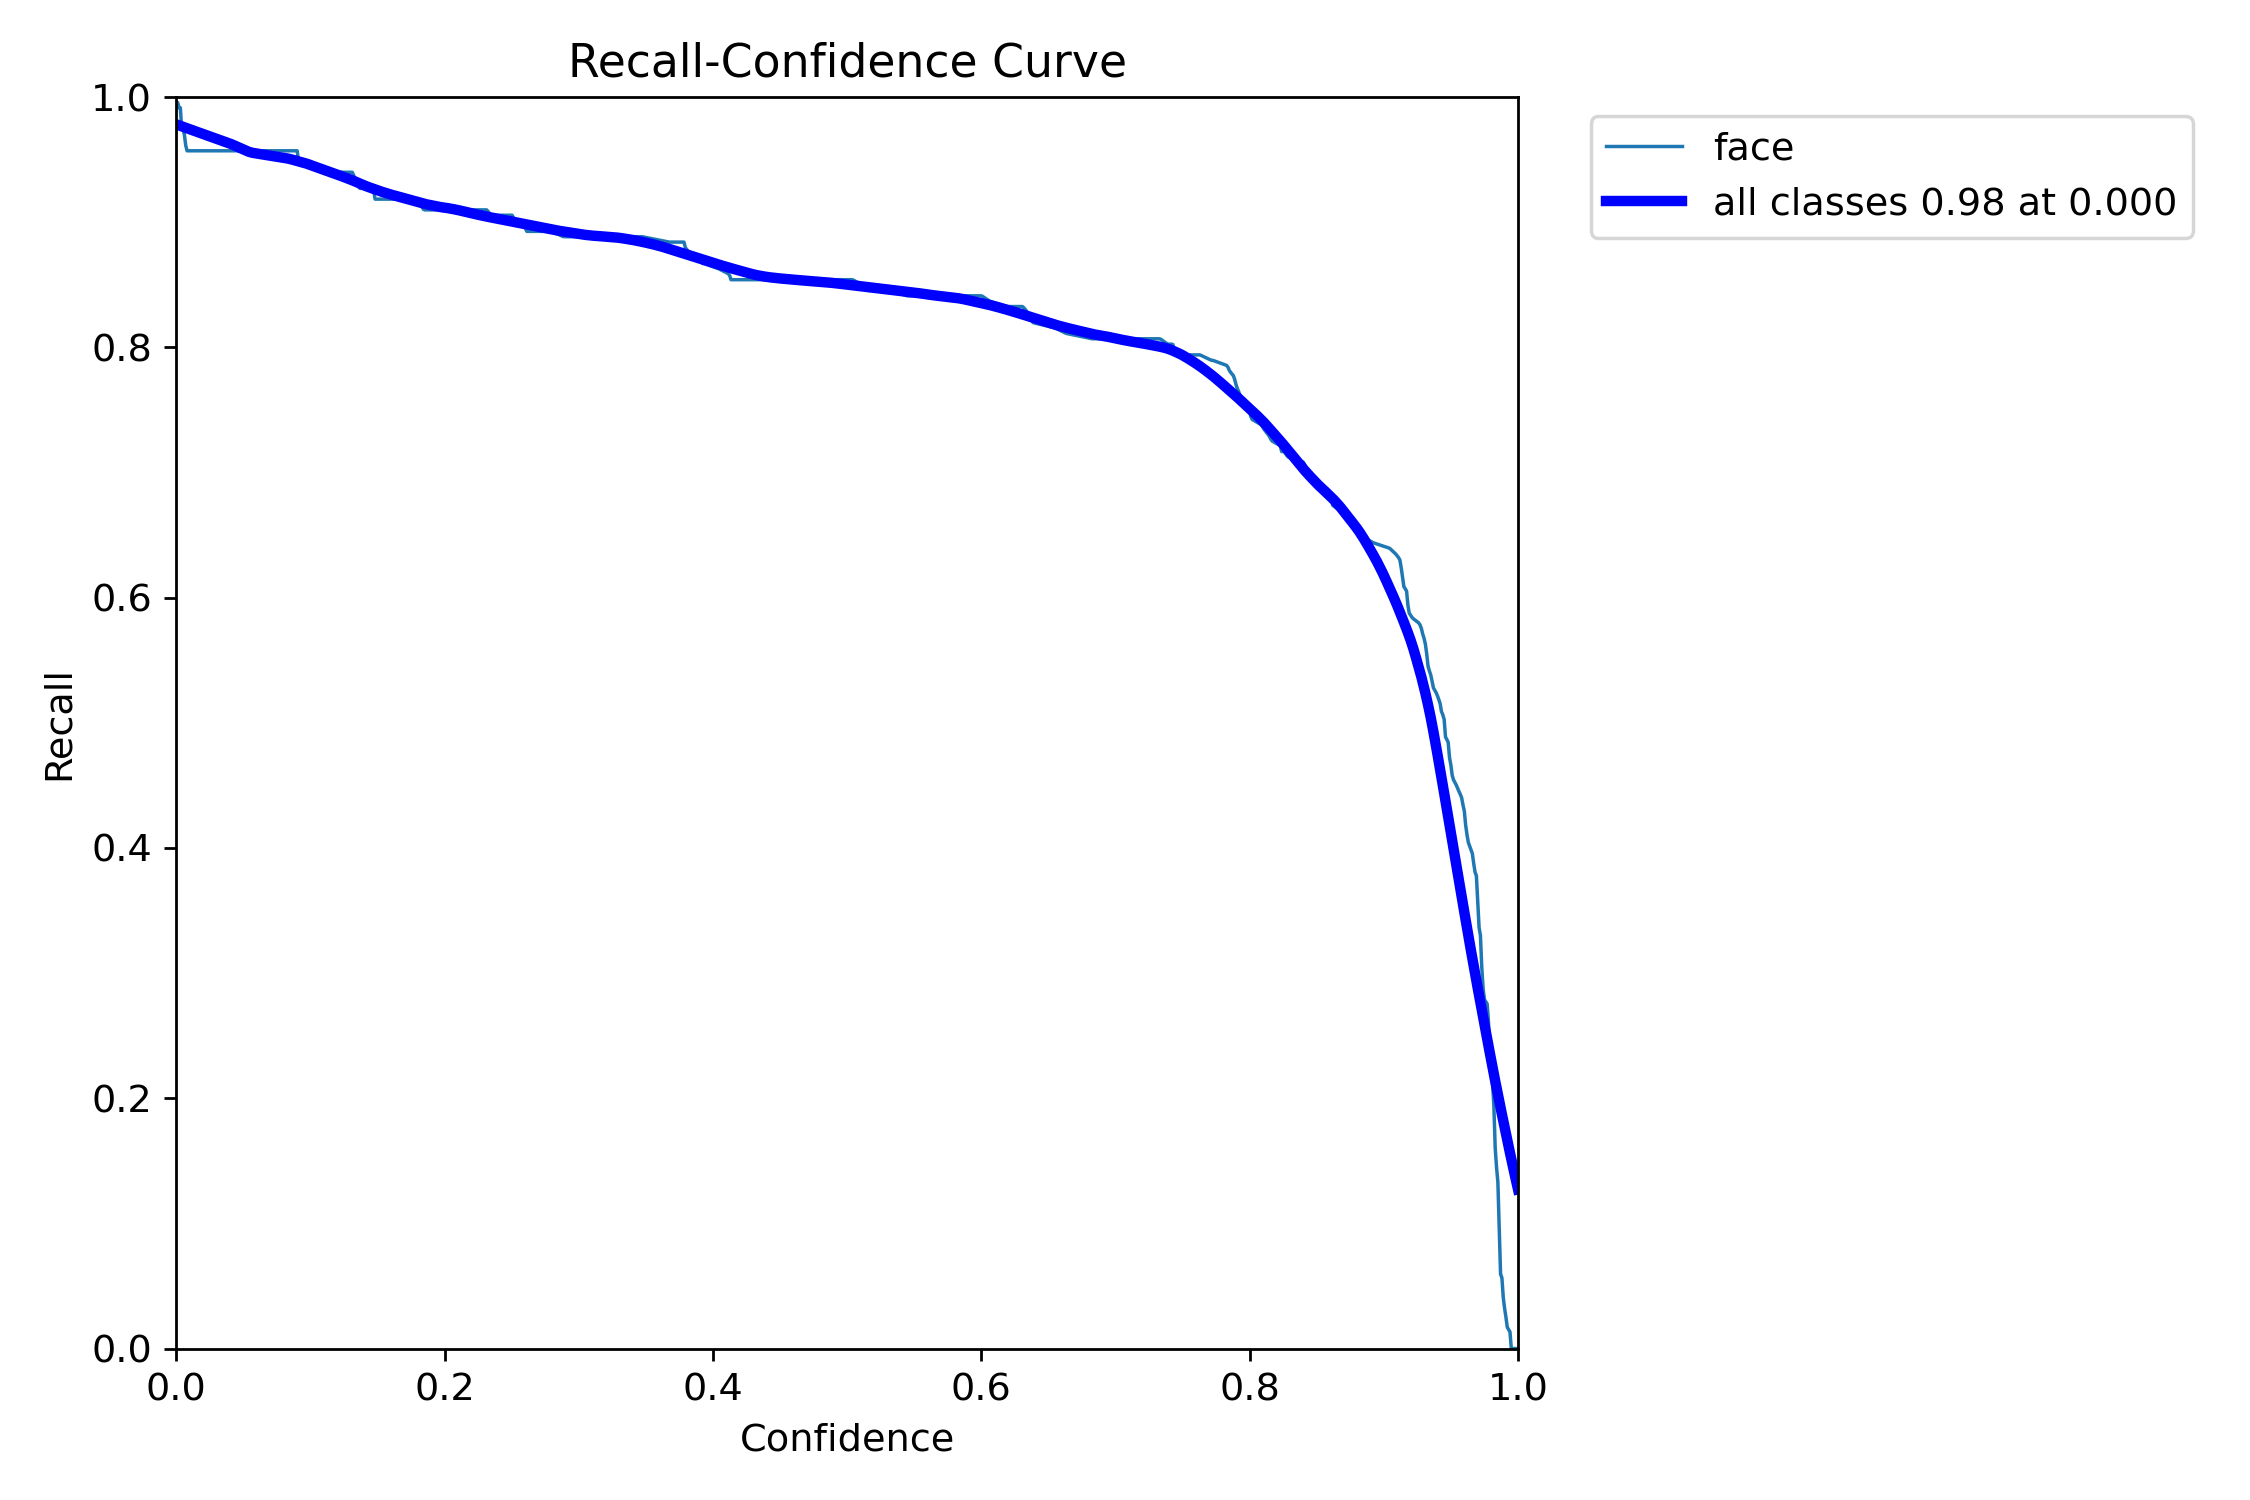 Recall-Confidence Curve
1.0
0.8
0.6
0.4
0.2
0.0
Recall
0.0 0.2 0.4 0.6 0.8 1.0
Confidence
face
all classes 0.98 at 0.000